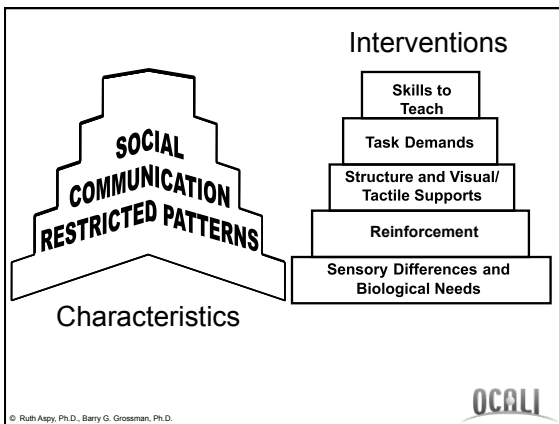 Interventions
SOCIAL
COMMUNICATION
RESTRICTED PATTERNS
Characteristics
Skills to
Teach
Task Demands
Structure and Visual/
Tactile Supports
Reinforcement
Sensory Differences and
Biological Needs
© Ruth Aspy, Ph.D., Barry G. Grossman, Ph.D.
OCALI